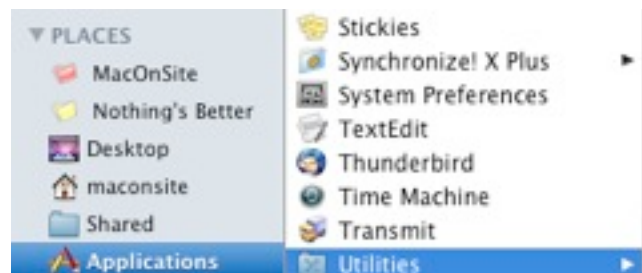 PLACES
MacOnSite
Nothing's Better
Desktop
maconsite
Shared
Applications
Stickies
Synchronize! X Plus
System Preferences
TextEdit
Thunderbird
Time Machine
Transmit
Utilities